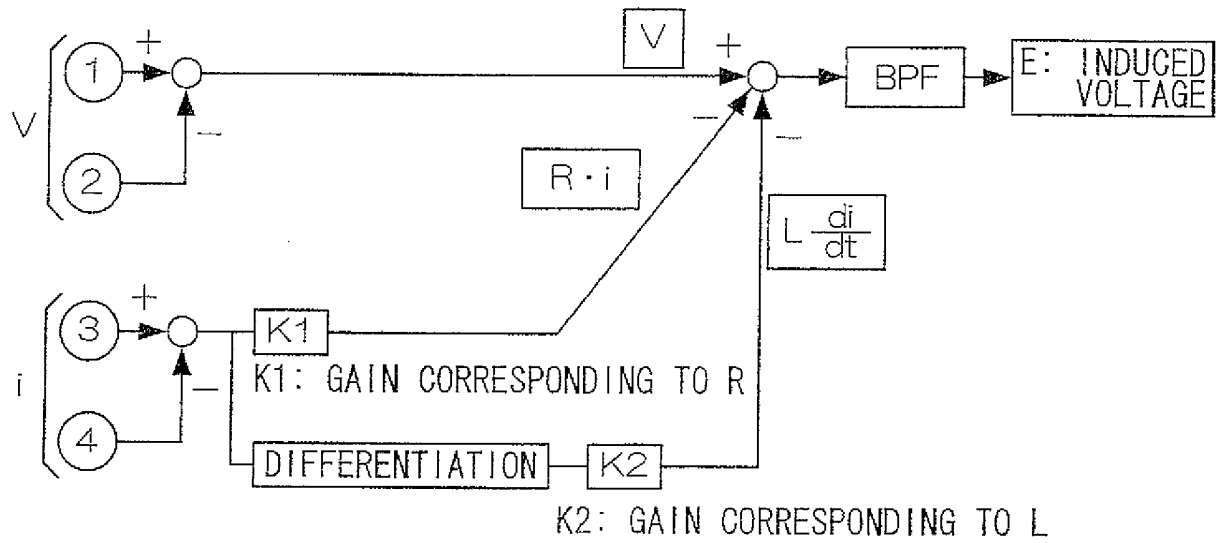 V
+
1
−
2
V
+
−
−
BPF
E: INDUCED
VOLTAGE
R・i
L di/dt
i
+
3
−
4
K1
K1: GAIN CORRESPONDING TO R
DIFFERENTIATION
K2
K2: GAIN CORRESPONDING TO L